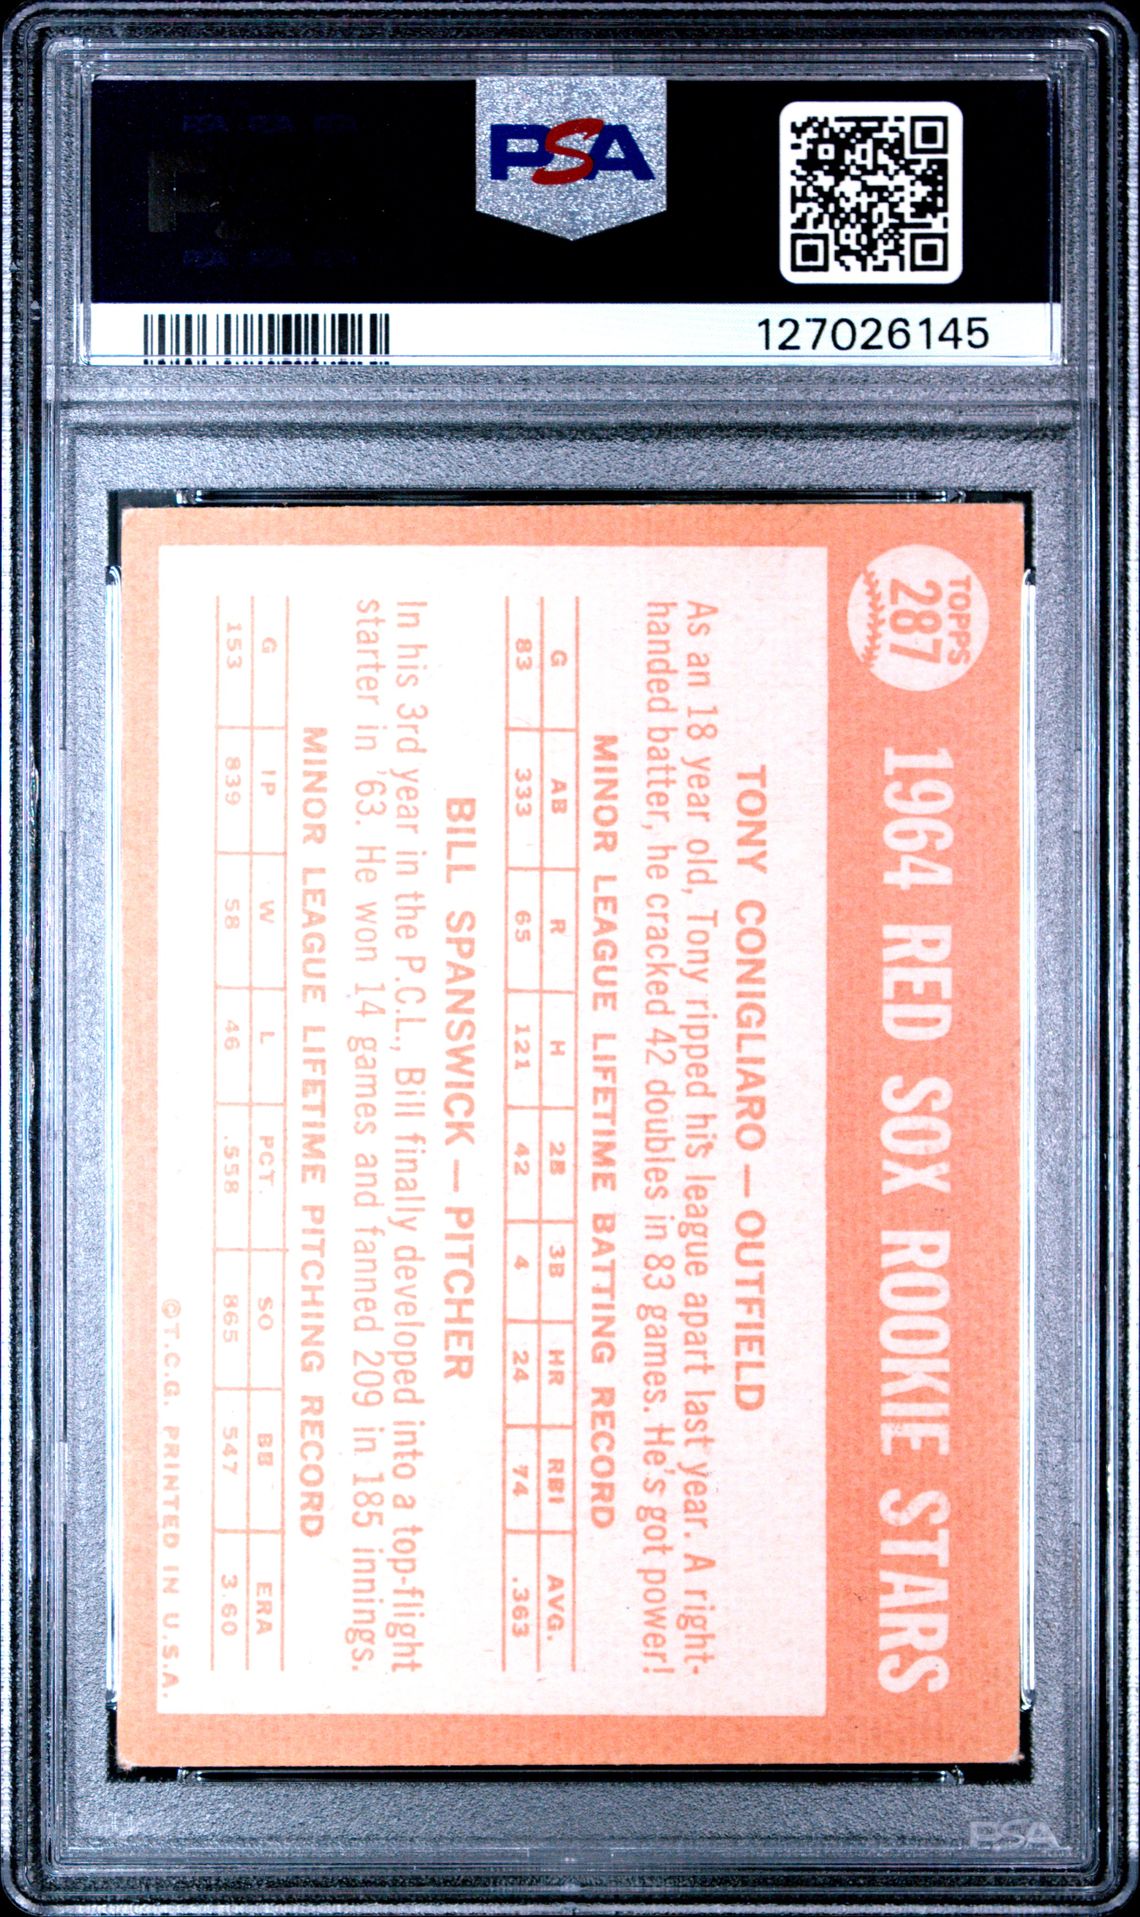 PSA
127026145
TOPPS
287
1964 RED SOX ROOKIE STARS
TONY CONIGLIARO — OUTFIELD
As an 18 year old, Tony ripped his league apart last year. A right-
handed batter, he cracked 42 doubles in 83 games. He's got power!
MINOR LEAGUE LIFETIME BATTING RECORD
G AB R H 2B 3B HR RBI AVG.
83 333 65 121 42 4 24 74 .363
BILL SPANSWICK — PITCHER
In his 3rd year in the P.C.L., Bill finally developed into a top-flight
starter in '63. He won 14 games and fanned 209 in 185 innings.
MINOR LEAGUE LIFETIME PITCHING RECORD
G IP W L PCT. SO BB ERA
153 839 58 46 .558 865 547 3.60
©T.C.G. PRINTED IN U.S.A.
PSA